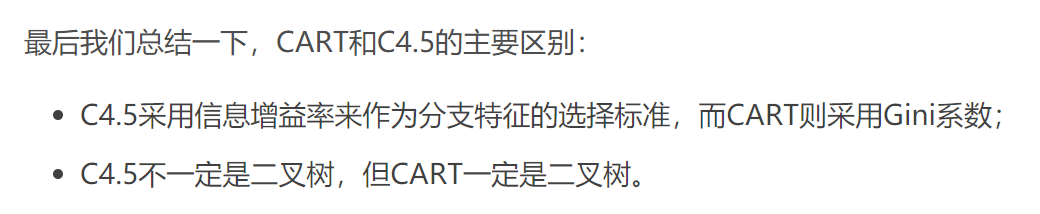 最后我们总结一下，CART和C4.5的主要区别：
• C4.5采用信息增益率来作为分支特征的选择标准，而CART则采用Gini系数；
• C4.5不一定是二叉树，但CART一定是二叉树。